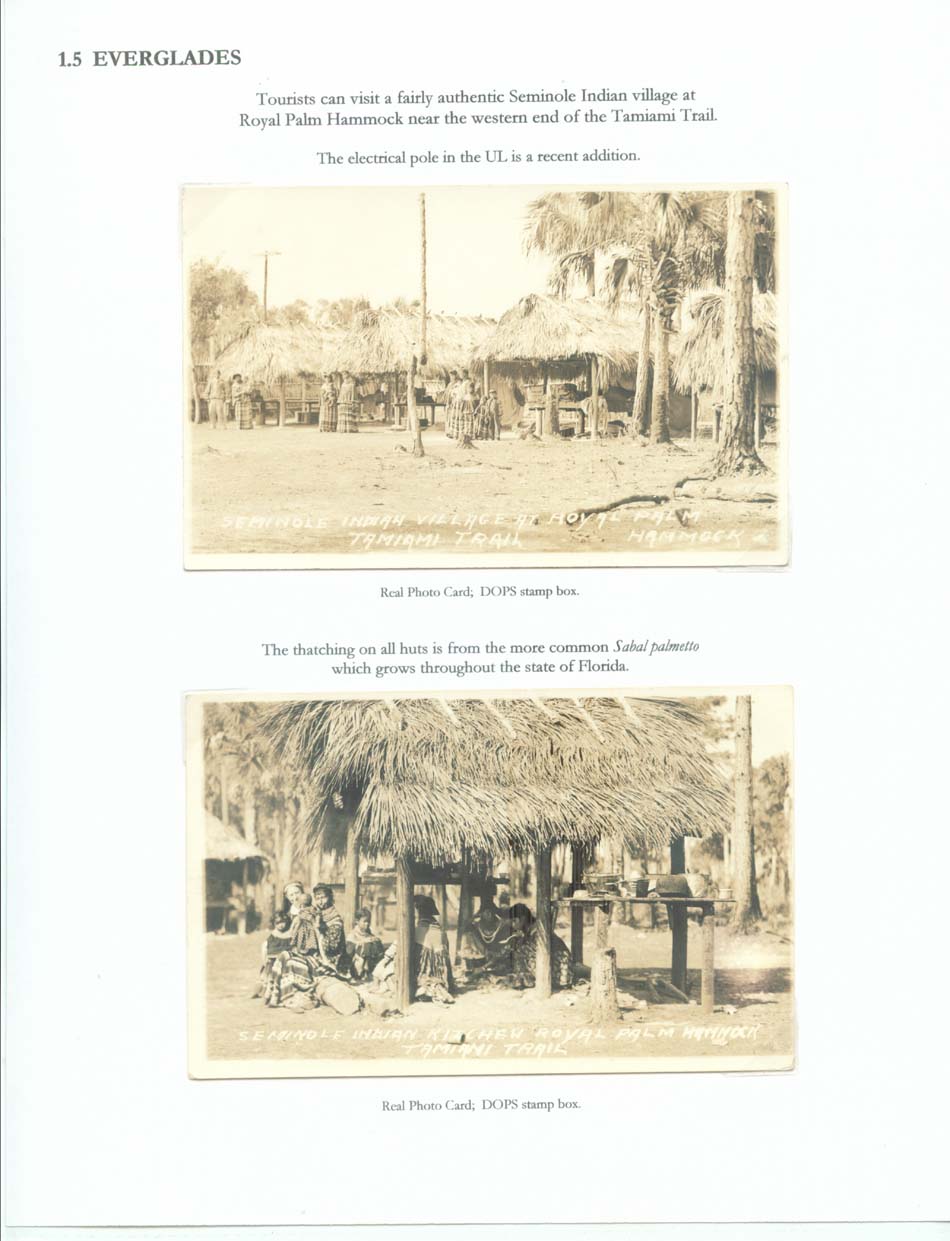 1.5 EVERGLADES
Tourists can visit a fairly authentic Seminole Indian village at
Royal Palm Hammock near the western end of the Tamiami Trail.
The electrical pole in the UL is a recent addition.
SEMINOLE INDIAN VILLAGE AT ROYAL PALM
TAMIAMI TRAIL HAMMOCK
Real Photo Card; DOPS stamp box.
The thatching on all huts is from the more common Sabal palmetto
which grows throughout the state of Florida.
SEMINOLE INDIAN KITCHEN ROYAL PALM HAMMOCK
TAMIAMI TRAIL
Real Photo Card; DOPS stamp box.